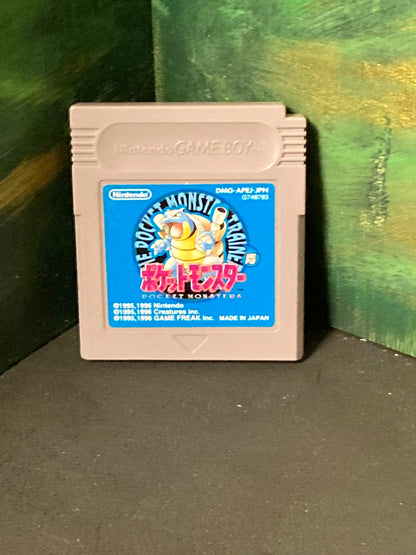 Nintendo GAME BOY
Nintendo
DMG-APEJ-JPN
G748783
THE POCKET MONSTER TRAINER
ポケットモンスター
POCKET MONSTERS
©1995,1996 Nintendo
©1995,1996 Creatures inc.
©1995,1996 GAME FREAK inc. MADE IN JAPAN